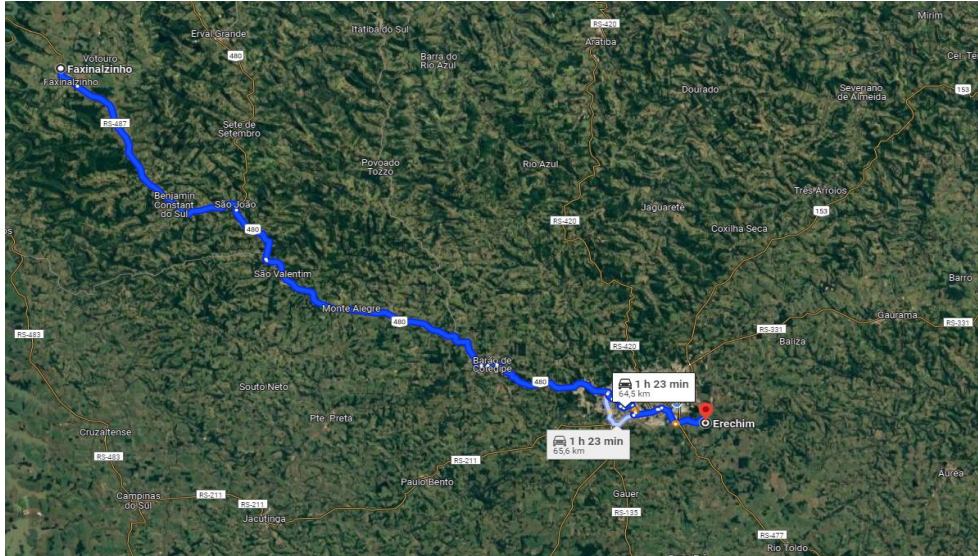 RS-420
Mirim
Erval Grande
Itatiba do Sul
Aratiba
480
Votouro
Barra do
Rio Azul
Cel. Te
Faxinalzinho
Faxinalzinho
Dourado
Severiano
de Almeida
153
RS-487
Sete de
Setembro
Povoado
Tozzo
Rio Azul
Três Arroios
Benjamin
Constant
do Sul
São João
Jaguaretê
153
RS-420
Coxilha Seca
480
os
São Valentim
Barro
Monte Alegre
480
Gaurama
RS-331
RS-331
RS-483
Baliza
RS-420
Barão de
Cotegipe
480
Souto Neto
1 h 23 min
64,5 km
Pte. Preta
Erechim
Cruzaltense
1 h 23 min
65,6 km
RS-483
RS-211
Paulo Bento
Áurea
Campinas
do Sul
RS-211
RS-211
Gauer
Jacutinga
RS-135
RS-477
Rio Toldo